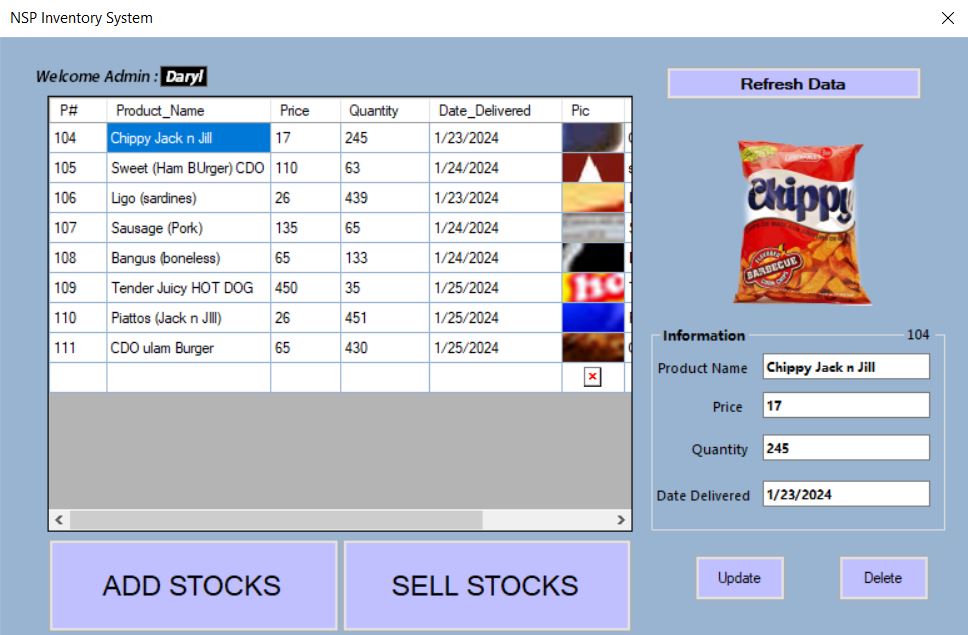 NSP Inventory System
Welcome Admin : Daryl
Refresh Data
P# Product_Name Price Quantity Date_Delivered Pic
104 Chippy Jack n Jill 17 245 1/23/2024
105 Sweet (Ham BUrger) CDO 110 63 1/24/2024
106 Ligo (sardines) 26 439 1/23/2024
107 Sausage (Pork) 135 65 1/24/2024
108 Bangus (boneless) 65 133 1/24/2024
109 Tender Juicy HOT DOG 450 35 1/25/2024
110 Piattos (Jack n JIll) 26 451 1/25/2024
111 CDO ulam Burger 65 430 1/25/2024
Chippy
BARBECUE
Information 104
Product Name Chippy Jack n Jill
Price 17
Quantity 245
Date Delivered 1/23/2024
ADD STOCKS
SELL STOCKS
Update
Delete